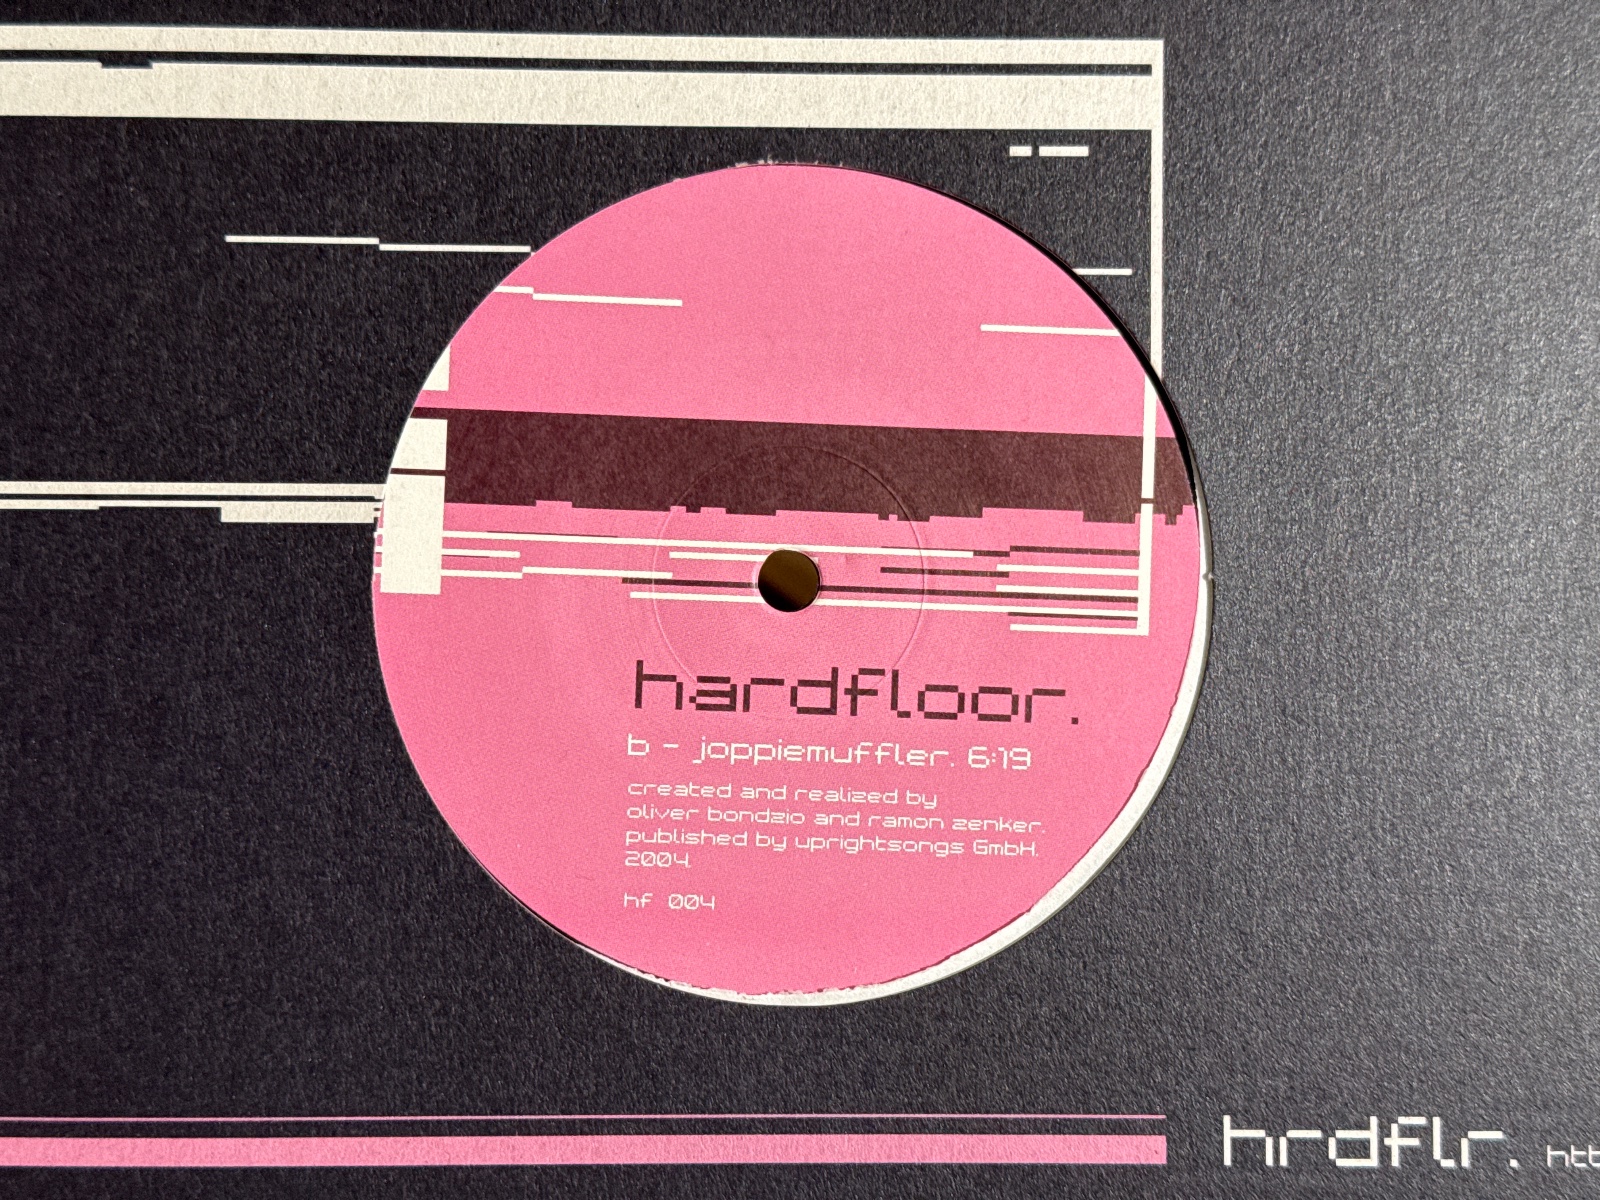 hardfloor.
b - joppiemuffler. 6:19
created and realized by
oliver bondzio and ramon zenker.
published by uprightsongs GmbH.
2004
hf 004
hrdflr.